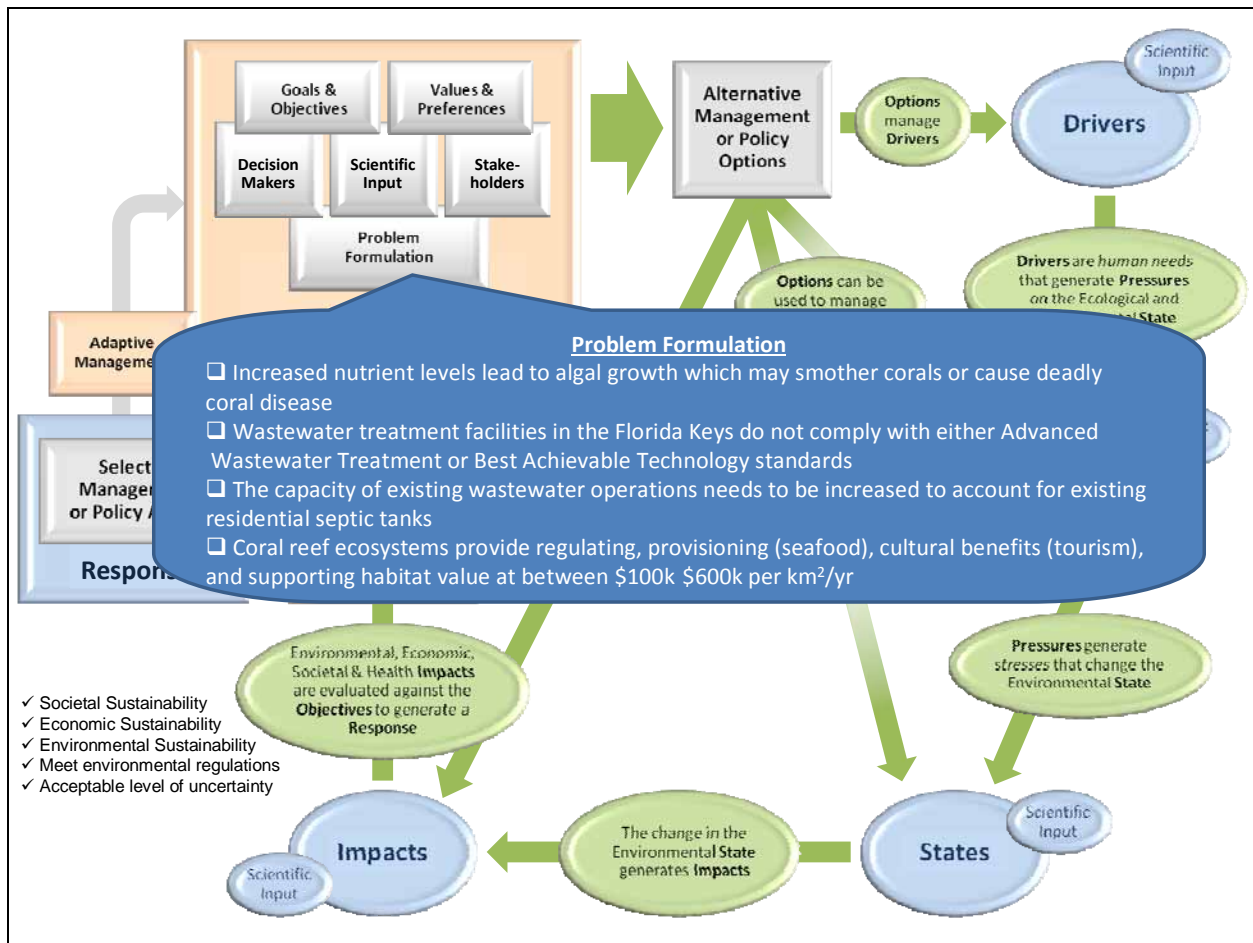 Goals &
Objectives
Values &
Preferences
Decision
Makers
Scientific
Input
Stake-
holders
Problem
Formulation
Alternative
Management
or Policy
Options
Options
manage
Drivers
Scientific
Input
Drivers
Drivers are human needs
that generate Pressures
on the Ecological and
State
Options can be
used to manage
Adaptive
Manageme
Select
Manager
or Policy A
Respons
Problem Formulation
❑ Increased nutrient levels lead to algal growth which may smother corals or cause deadly
coral disease
❑ Wastewater treatment facilities in the Florida Keys do not comply with either Advanced
Wastewater Treatment or Best Achievable Technology standards
❑ The capacity of existing wastewater operations needs to be increased to account for existing
residential septic tanks
❑ Coral reef ecosystems provide regulating, provisioning (seafood), cultural benefits (tourism),
and supporting habitat value at between $100k $600k per km²/yr
Environmental, Economic,
Societal & Health Impacts
are evaluated against the
Objectives to generate a
Response
Pressures generate
stresses that change the
Environmental State
✓ Societal Sustainability
✓ Economic Sustainability
✓ Environmental Sustainability
✓ Meet environmental regulations
✓ Acceptable level of uncertainty
Impacts
Scientific
Input
The change in the
Environmental State
generates Impacts
States
Scientific
Input